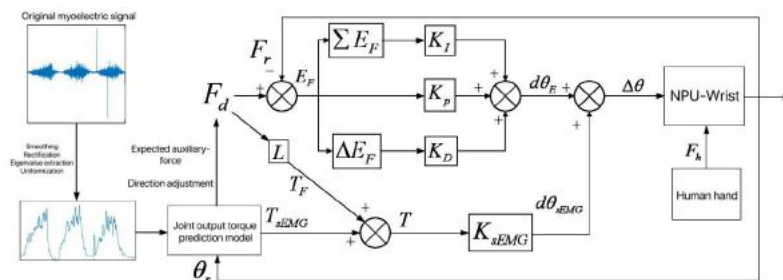 Original myoelectric signal
Smoothing
Rectification
Eigenvalue extraction
Uniformization
Expected auxiliary-
force
Direction adjustment
Joint output torque
prediction model
F_r
−
+
F_d
E_F
∑ E_F
K_I
K_p
ΔE_F
K_D
+
+
+
dθ_E
+
+
Δθ
NPU-Wrist
F_h
Human hand
L
T_F
T_sEMG
+
+
T
K_sEMG
dθ_sEMG
θ_r